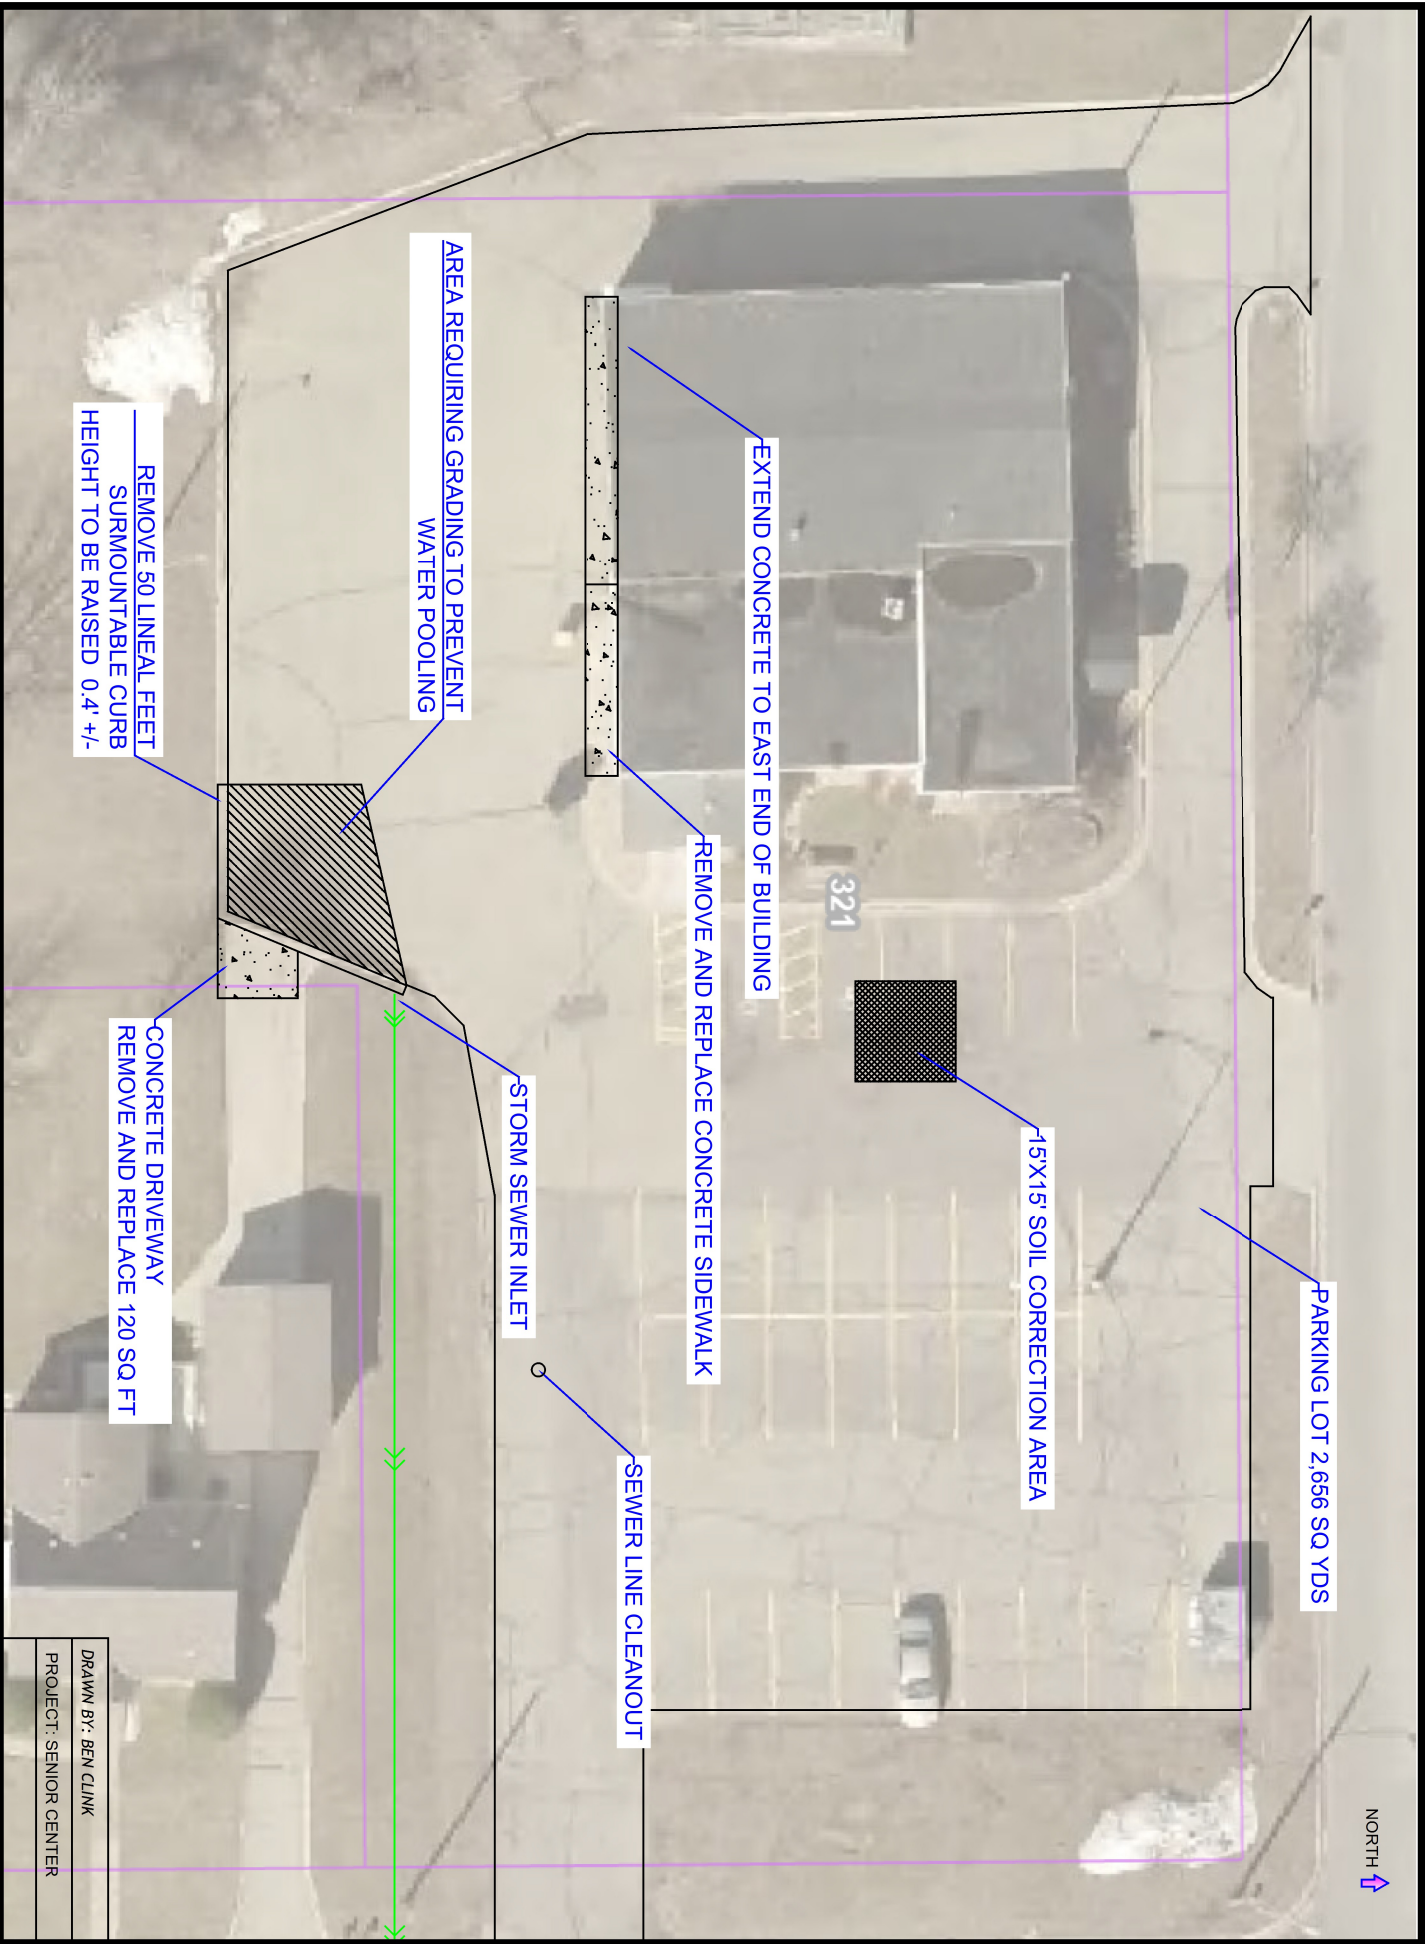 NORTH
PARKING LOT 2,656 SQ YDS
15'X15' SOIL CORRECTION AREA
321
EXTEND CONCRETE TO EAST END OF BUILDING
REMOVE AND REPLACE CONCRETE SIDEWALK
SEWER LINE CLEANOUT
STORM SEWER INLET
AREA REQUIRING GRADING TO PREVENT
WATER POOLING
REMOVE 50 LINEAL FEET
SURMOUNTABLE CURB
HEIGHT TO BE RAISED 0.4' +/-
CONCRETE DRIVEWAY
REMOVE AND REPLACE 120 SQ FT
DRAWN BY: BEN CLINK
PROJECT: SENIOR CENTER